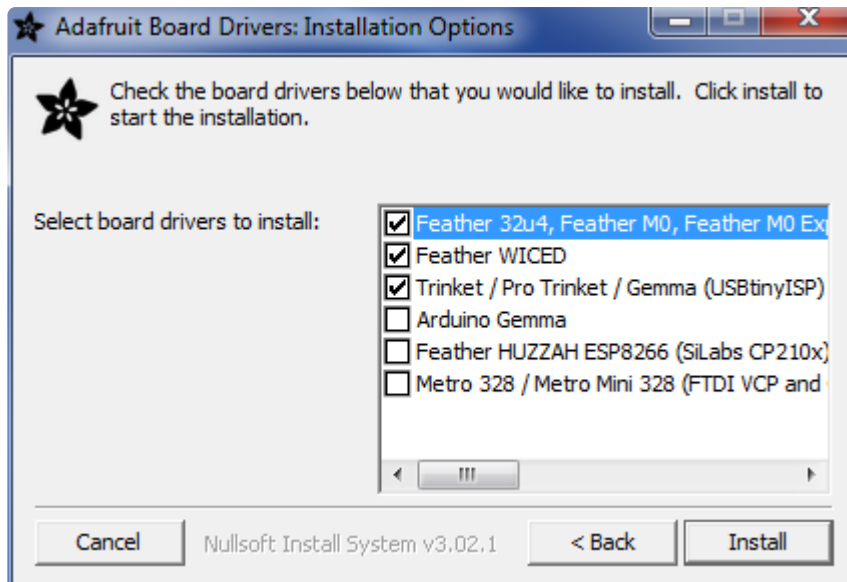 Adafruit Board Drivers: Installation Options
Check the board drivers below that you would like to install. Click install to
start the installation.
Select board drivers to install:
Feather 32u4, Feather M0, Feather M0
Feather WICED
Trinket / Pro Trinket / Gemma (USBtinyISP)
Arduino Gemma
Feather HUZZAH ESP8266 (SiLabs CP210x)
Metro 328 / Metro Mini 328 (FTDI VCP and
Cancel
Nullsoft Install System v3.02.1
< Back
Install